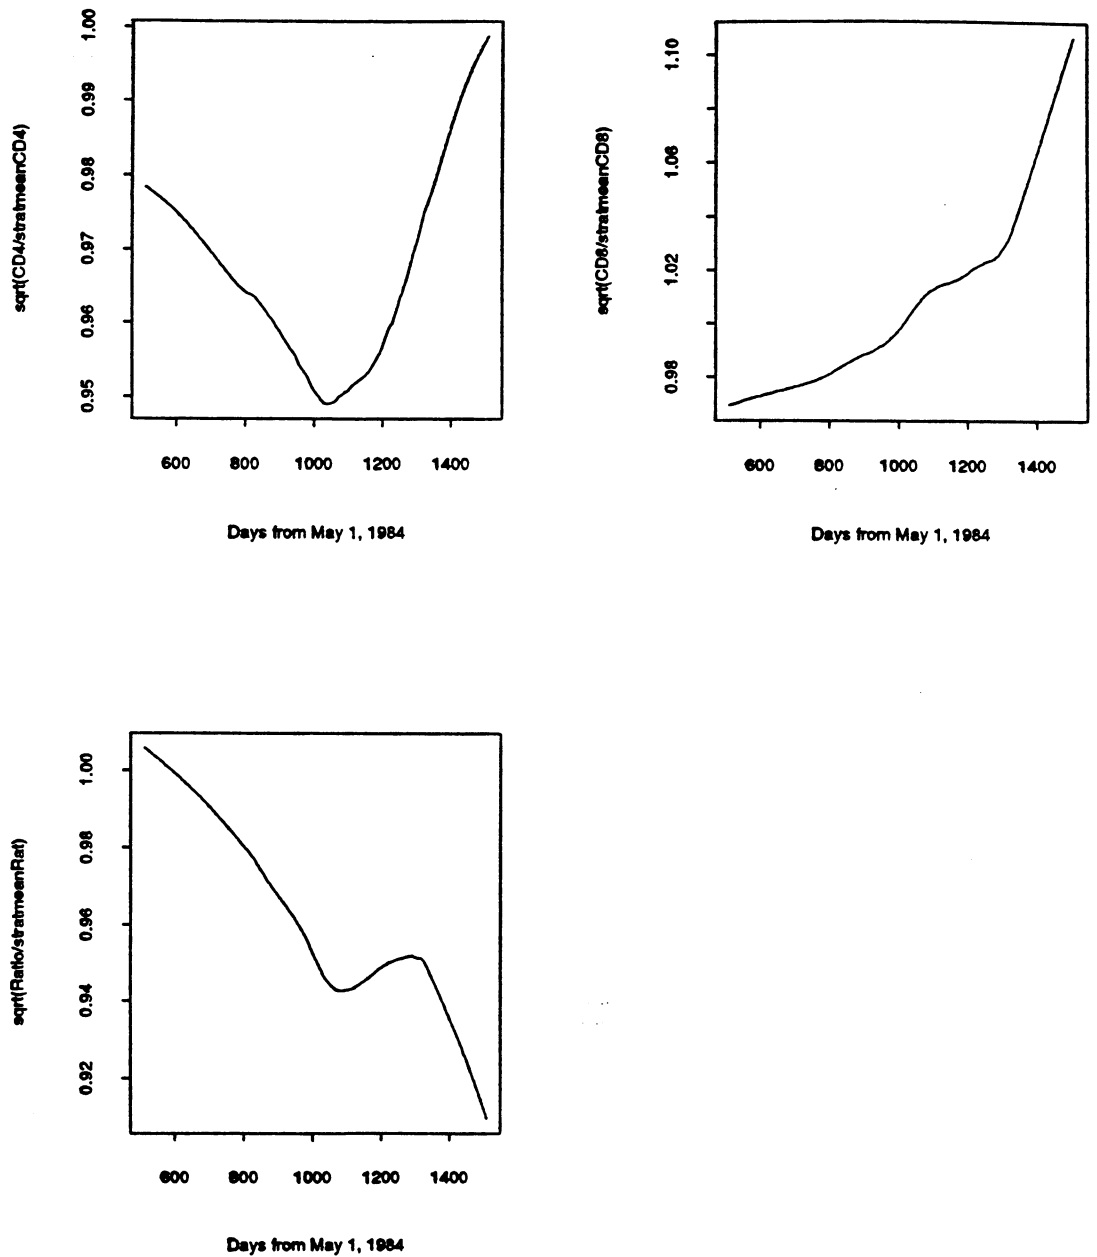 sqrt(CD4/stratmeanCD4)
1.00
0.99
0.98
0.97
0.96
0.95
600 800 1000 1200 1400
Days from May 1, 1984
sqrt(CD8/stratmeanCD8)
1.10
1.06
1.02
0.98
600 800 1000 1200 1400
Days from May 1, 1984
sqrt(Ratio/stratmeanRat)
1.00
0.98
0.96
0.94
0.92
600 800 1000 1200 1400
Days from May 1, 1984